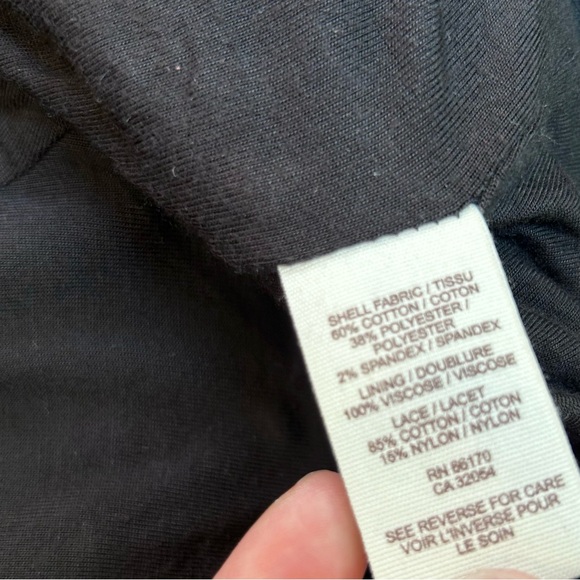 SHELL FABRIC / TISSU
60% COTTON / COTON
38% POLYESTER /
POLYESTER
2% SPANDEX / SPANDEX
LINING / DOUBLURE
100% VISCOSE / VISCOSE
LACE / LACET
85% COTTON / COTON
15% NYLON / NYLON
RN 66170
CA 32054
SEE REVERSE FOR CARE
VOIR L'INVERSE POUR
LE SOIN